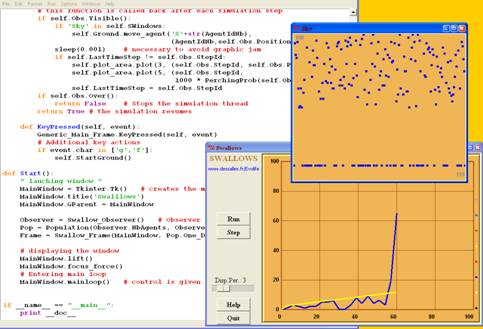 File Edit Format Run Options Windows Help
# this function is called back after each simulation step
if self.Obs.Visible():
if 'Sky' in self.SWindows:
self.Ground.move_agent('S'+str(AgentIdNb),
(AgentIdNb,self.Obs.Position
sleep(0.001) # necessary to avoid graphic jam
if self.LastTimeStep != self.Obs.StepId:
self.plot_area.plot(3, (self.Obs.StepId, self.Obs.P
self.plot_area.plot(5, (self.Obs.StepId,
1000 * PerchingProb(self.Ob
self.LastTimeStep = self.Obs.StepId
if self.Obs.Over():
return False # Stops the simulation thread
return True # the simulation resumes
def KeyPressed(self, event):
Generic_Main_Frame.KeyPressed(self, event)
# Additional key actions
if event.char in ['g','f']:
self.StartGround()
def Start():
" lauching window "
MainWindow = Tkinter.Tk() # creates the m
MainWindow.title('Swalllows')
MainWindow.GParent = MainWindow
Observer = Swallow_Observer() # Observer
Pop = Population(Observer.NbAgents, Observe
Frame = Swallow_Frame(MainWindow, Pop.One_D
# displaying the window
MainWindow.lift()
MainWindow.focus_force()
# Entering main loop
MainWindow.mainloop() # control is given
if __name__ == "__main__":
print __doc__
Sky
Swallows
SWALLOWS
www.dessalles.fr/Evolife
Run
Step
Disp.Per.: 3
Help
Quit
100
80
60
40
20
0
0 20 40 60 80 100